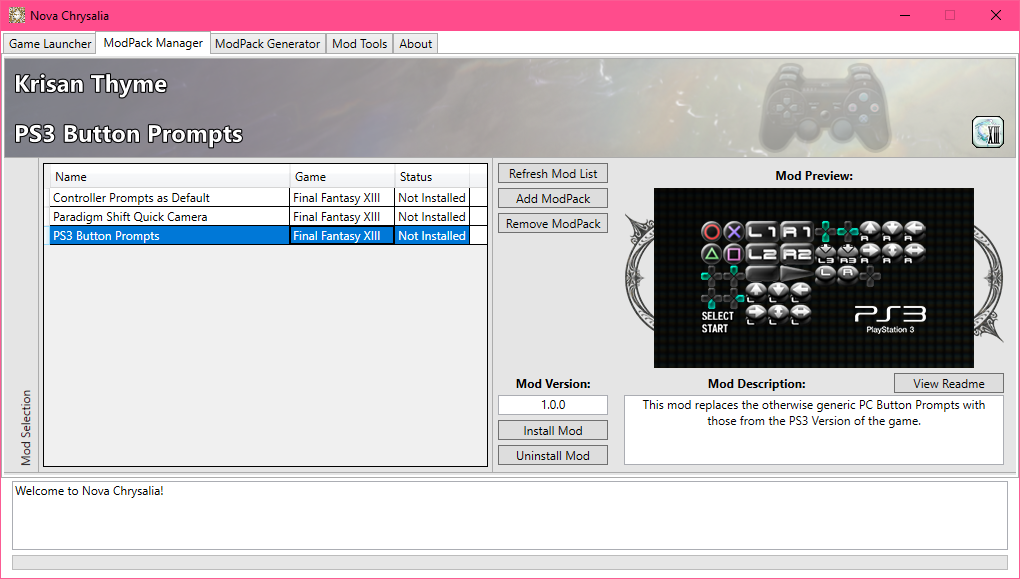 Nova Chrysalia
Game Launcher ModPack Manager ModPack Generator Mod Tools About
Krisan Thyme
PS3 Button Prompts
XIII
Name Game Status
Controller Prompts as Default Final Fantasy XIII Not Installed
Paradigm Shift Quick Camera Final Fantasy XIII Not Installed
PS3 Button Prompts Final Fantasy XIII Not Installed
Mod Selection
Refresh Mod List
Add ModPack
Remove ModPack
Mod Preview:
L1 R1
R R R
L2 R2 L3 R3 R R R
L R
L L L
SELECT L L L
START
PS3
PlayStation 3
Mod Version:
1.0.0
Install Mod
Uninstall Mod
Mod Description:
View Readme
This mod replaces the otherwise generic PC Button Prompts with
those from the PS3 Version of the game.
Welcome to Nova Chrysalia!